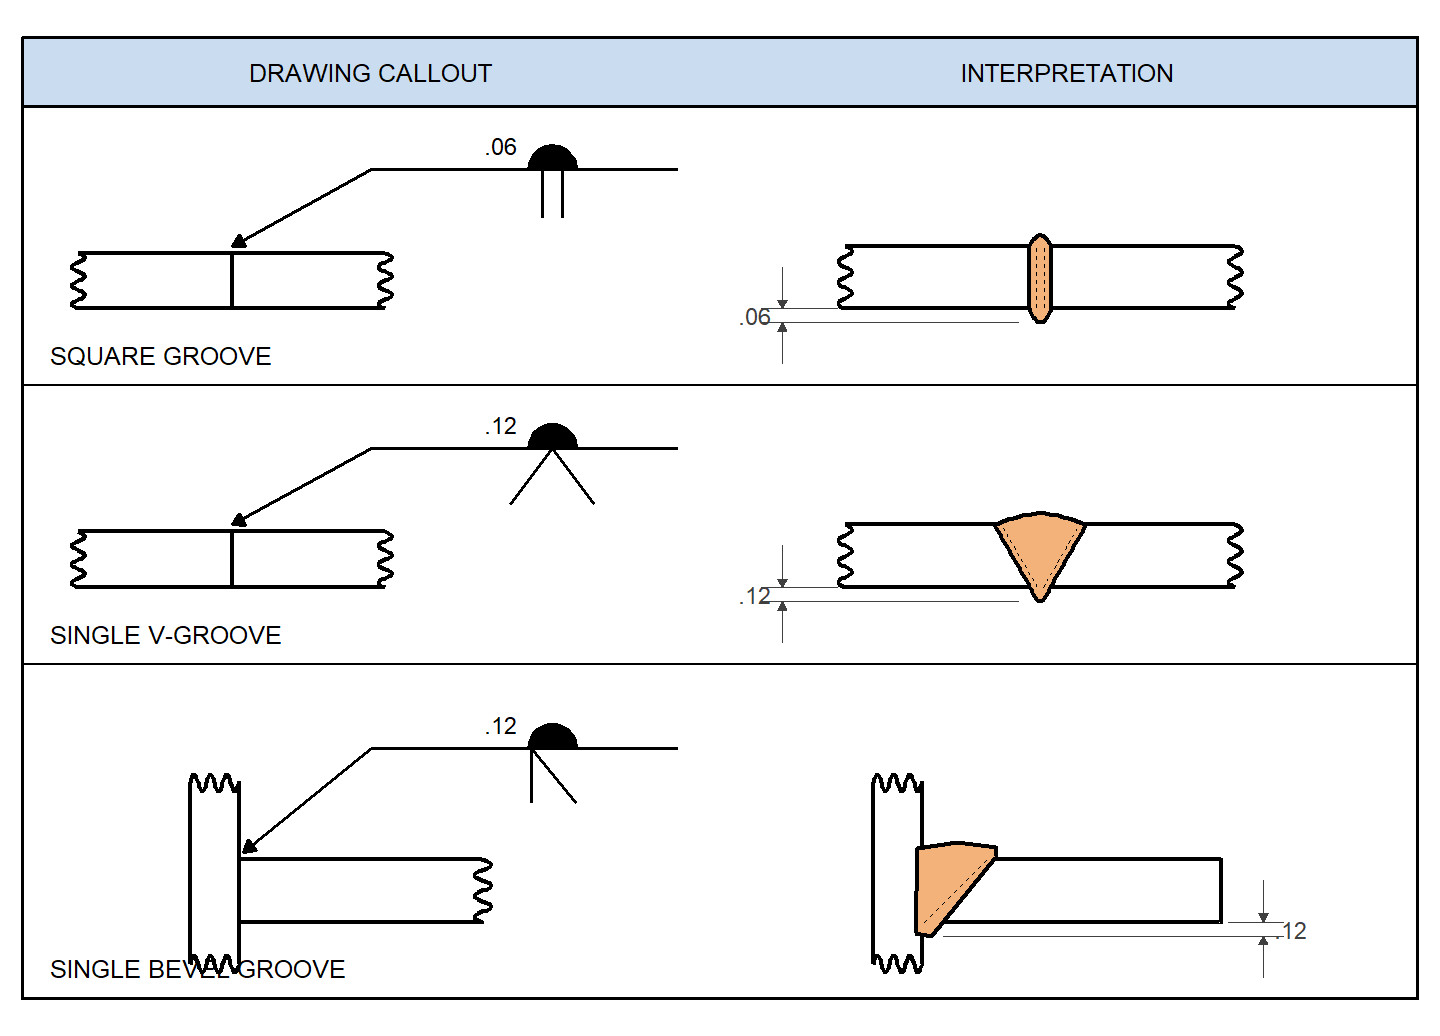 DRAWING CALLOUT
INTERPRETATION
.06
.06
SQUARE GROOVE
.12
.12
SINGLE V-GROOVE
.12
.12
SINGLE BEVEL GROOVE